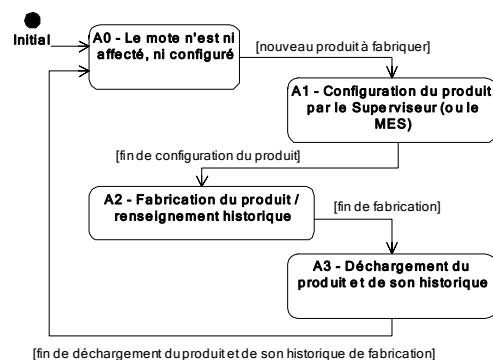 Initial
A0 - Le mote n'est ni
affecté, ni configuré
[nouveau produit à fabriquer]
A1 - Configuration du produit
par le Superviseur (ou le
MES)
[fin de configuration du produit]
A2 - Fabrication du produit /
renseignement historique
[fin de fabrication]
A3 - Déchargement du
produit et de son historique
[fin de déchargement du produit et de son historique de fabrication]